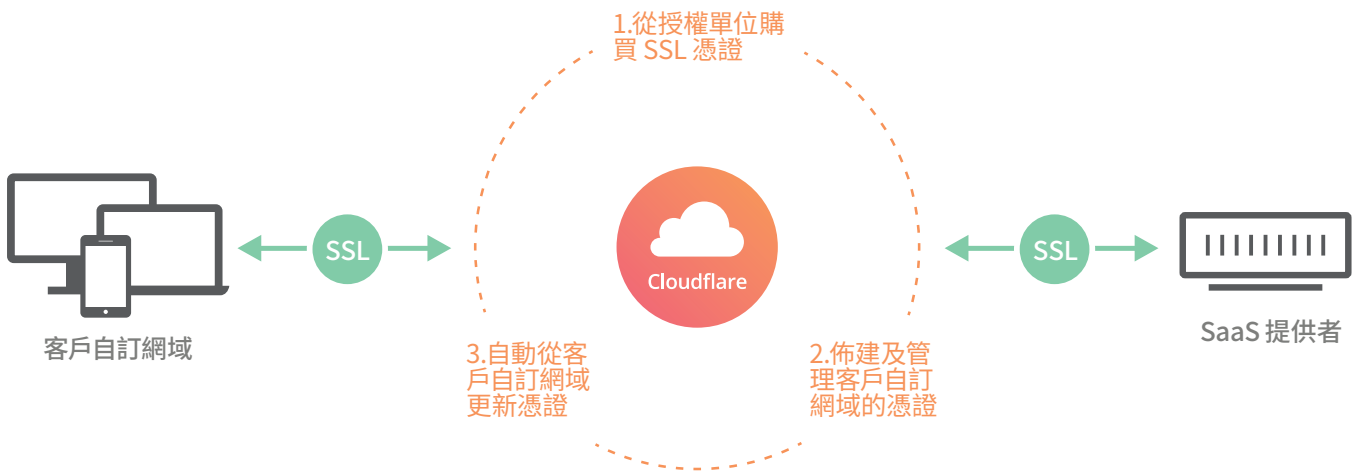 1.從授權單位購
買 SSL 憑證
SSL
Cloudflare
SSL
客戶自訂網域
SaaS 提供者
3.自動從客
戶自訂網域
更新憑證
2.佈建及管
理客戶自訂
網域的憑證